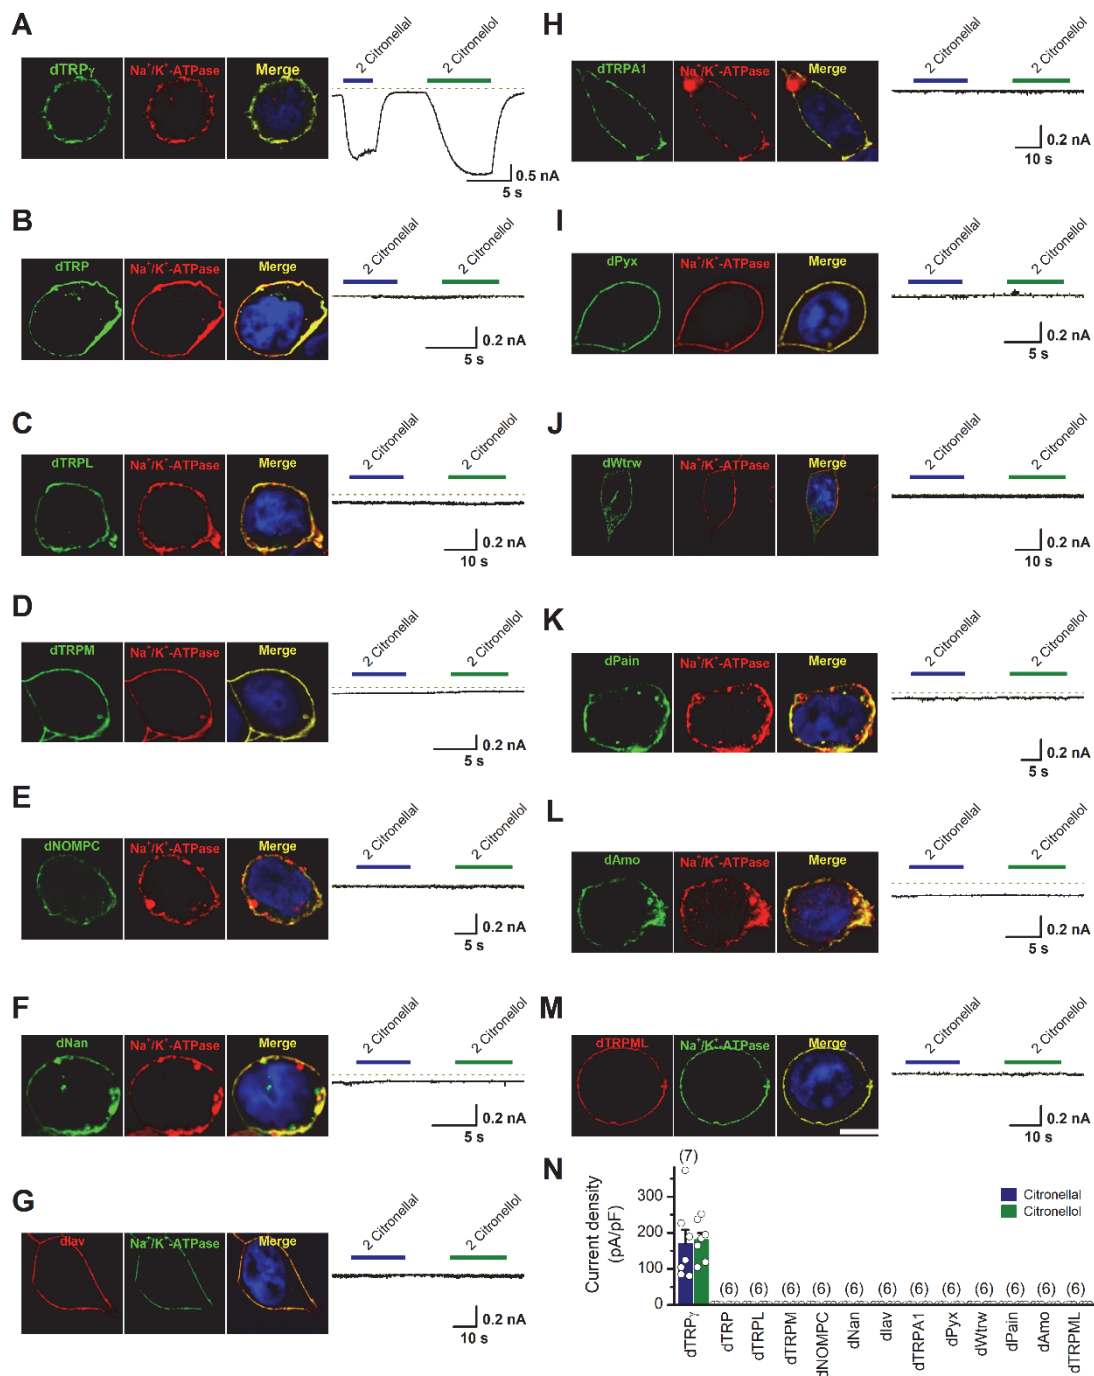 A
dTRPγ
Na⁺/K⁺-ATPase
Merge
2 Citronellal
2 Citronellol
0.5 nA
5 s
B
dTRP
Na⁺/K⁺-ATPase
Merge
2 Citronellal
2 Citronellol
0.2 nA
5 s
C
dTRPL
Na⁺/K⁺-ATPase
Merge
2 Citronellal
2 Citronellol
0.2 nA
10 s
D
dTRPM
Na⁺/K⁺-ATPase
Merge
2 Citronellal
2 Citronellol
0.2 nA
5 s
E
dNOMPC
Na⁺/K⁺-ATPase
Merge
2 Citronellal
2 Citronellol
0.2 nA
5 s
F
dNan
Na⁺/K⁺-ATPase
Merge
2 Citronellal
2 Citronellol
0.2 nA
5 s
G
dIav
Na⁺/K⁺-ATPase
Merge
2 Citronellal
2 Citronellol
0.2 nA
10 s
H
dTRPA1
Na⁺/K⁺-ATPase
Merge
2 Citronellal
2 Citronellol
0.2 nA
10 s
I
dPyx
Na⁺/K⁺-ATPase
Merge
2 Citronellal
2 Citronellol
0.2 nA
5 s
J
dWtrw
Na⁺/K⁺-ATPase
Merge
2 Citronellal
2 Citronellol
0.2 nA
10 s
K
dPain
Na⁺/K⁺-ATPase
Merge
2 Citronellal
2 Citronellol
0.2 nA
5 s
L
dAmo
Na⁺/K⁺-ATPase
Merge
2 Citronellal
2 Citronellol
0.2 nA
5 s
M
dTRPML
Na⁺/K⁺-ATPase
Merge
2 Citronellal
2 Citronellol
0.2 nA
10 s
N
Current density
(pA/pF)
300
200
100
0
(7)
(6) (6) (6) (6) (6) (6) (6) (6) (6) (6) (6) (6)
Citronellal
Citronellol
dTRPγ
dTRP
dTRPL
dTRPM
dNOMPC
dNan
dIav
dTRPA1
dPyx
dWtrw
dPain
dAmo
dTRPML